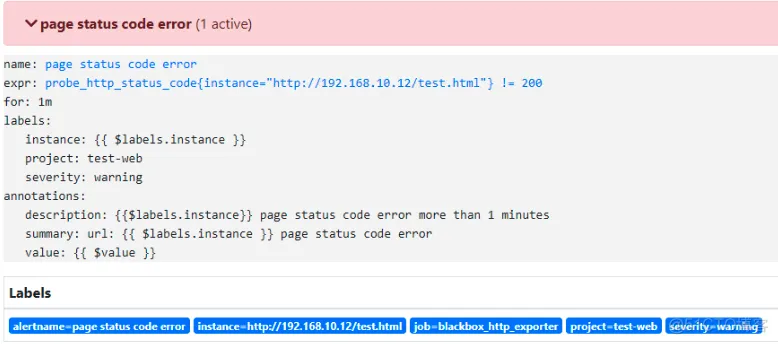 page status code error (1 active)
name: page status code error
expr: probe_http_status_code{instance="http://192.168.10.12/test.html"} != 200
for: 1m
labels:
instance: {{ $labels.instance }}
project: test-web
severity: warning
annotations:
description: {{$labels.instance}} page status code error more than 1 minutes
summary: url: {{ $labels.instance }} page status code error
value: {{ $value }}
Labels
alertname=page status code error instance=http://192.168.10.12/test.html job=blackbox_http_exporter project=test-web severity=warning